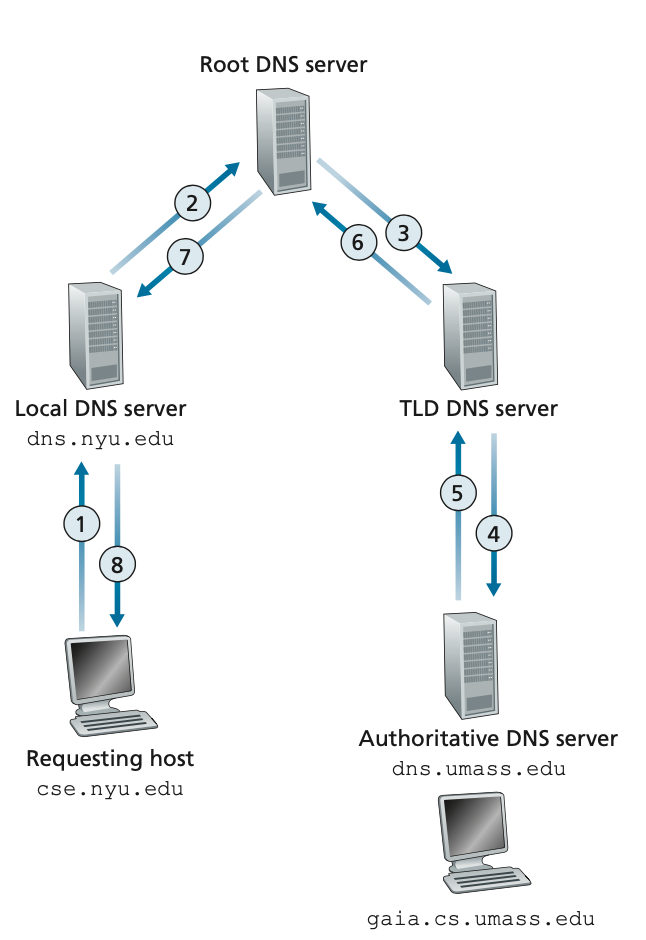 Root DNS server
2
7
6
3
Local DNS server
dns.nyu.edu
TLD DNS server
1
8
5
4
Requesting host
cse.nyu.edu
Authoritative DNS server
dns.umass.edu
gaia.cs.umass.edu